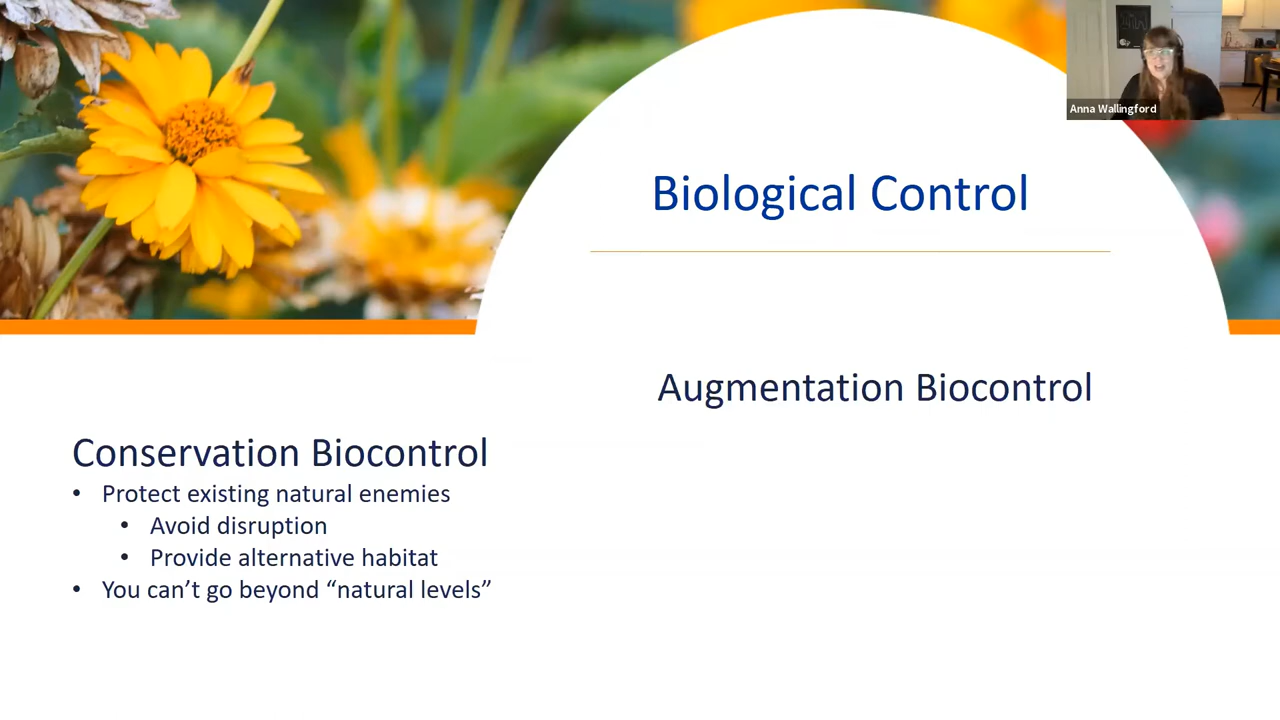 Anna Wallingford
Biological Control
Augmentation Biocontrol
Conservation Biocontrol
• Protect existing natural enemies
• Avoid disruption
• Provide alternative habitat
• You can’t go beyond “natural levels”